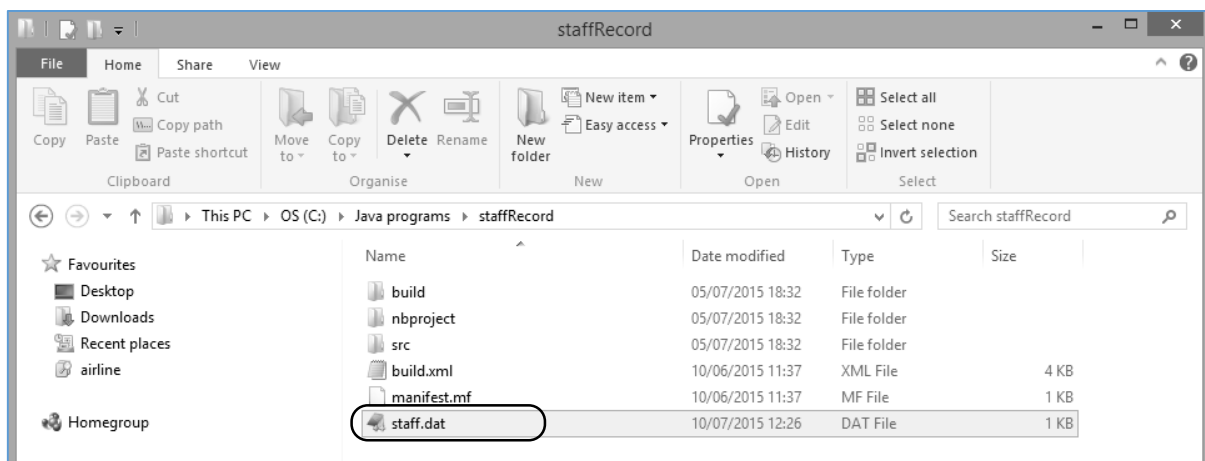 staffRecord
File Home Share View
Copy
Paste
Cut
Copy path
Paste shortcut
Clipboard
Move to
Copy to
Delete
Rename
Organise
New folder
New item
Easy access
New
Properties
Open
Edit
History
Open
Select all
Select none
Invert selection
Select
This PC OS (C:) Java programs staffRecord
Search staffRecord
Favourites
Desktop
Downloads
Recent places
airline
Homegroup
Name Date modified Type Size
build 05/07/2015 18:32 File folder
nbproject 05/07/2015 18:32 File folder
src 05/07/2015 18:32 File folder
build.xml 10/06/2015 11:37 XML File 4 KB
manifest.mf 10/06/2015 11:37 MF File 1 KB
staff.dat 10/07/2015 12:26 DAT File 1 KB